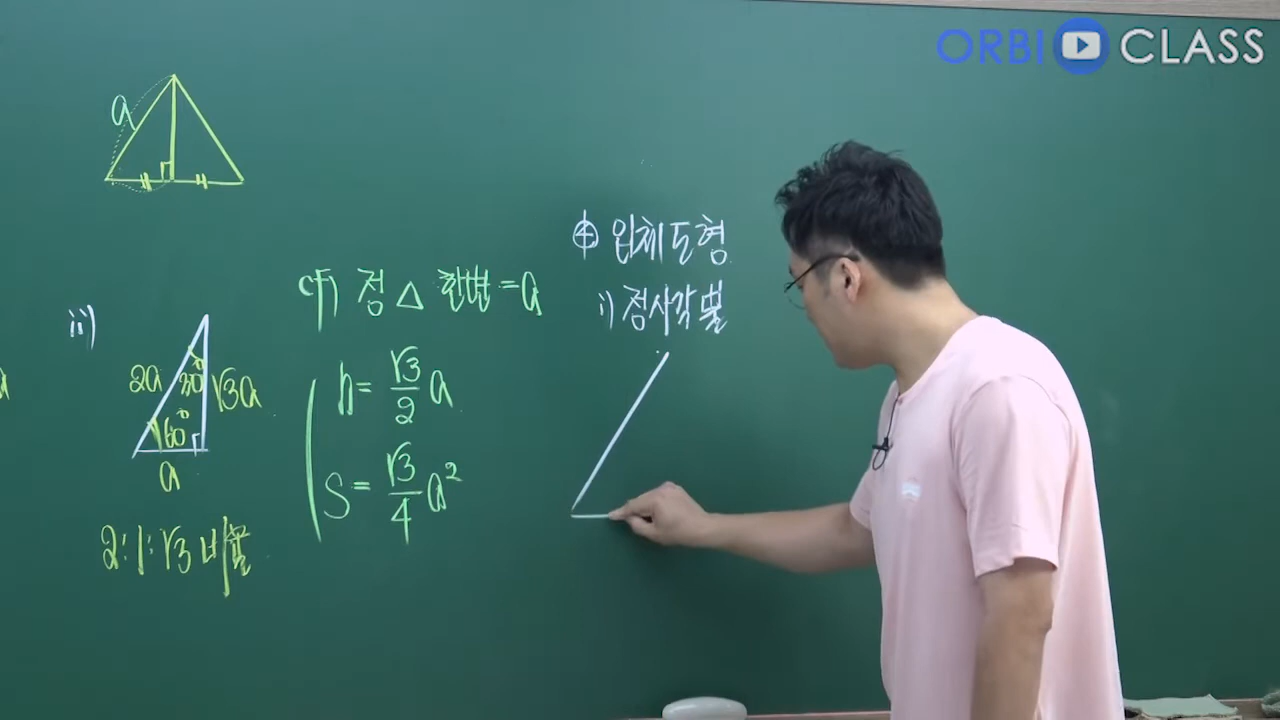 ORBI CLASS
a
ii)
2a
30°
√3a
60°
a
2:1:√3 비율
cf) 정△ 한변=a
h= √3/2 a
S= √3/4 a²
④ 입체도형
i) 정사각뿔